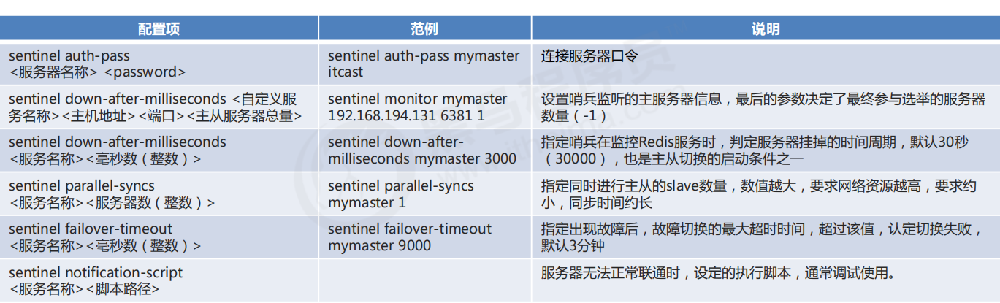 配置项 范例 说明
sentinel auth-pass
<服务器名称> <password>
sentinel auth-pass mymaster
itcast
连接服务器口令
sentinel down-after-milliseconds <自定义服
务名称><主机地址><端口><主从服务器总量>
sentinel monitor mymaster
192.168.194.131 6381 1
设置哨兵监听的主服务器信息，最后的参数决定了最终参与选举的服务器
数量（-1）
sentinel down-after-milliseconds
<服务名称><毫秒数（整数）>
sentinel down-after-
milliseconds mymaster 3000
指定哨兵在监控Redis服务时，判定服务器挂掉的时间周期，默认30秒
（30000），也是主从切换的启动条件之一
sentinel parallel-syncs
<服务名称><服务器数（整数）>
sentinel parallel-syncs
mymaster 1
指定同时进行主从的slave数量，数值越大，要求网络资源越高，要求约
小，同步时间约长
sentinel failover-timeout
<服务名称><毫秒数（整数）>
sentinel failover-timeout
mymaster 9000
指定出现故障后，故障切换的最大超时时间，超过该值，认定切换失败，
默认3分钟
sentinel notification-script
<服务名称><脚本路径>
服务器无法正常联通时，设定的执行脚本，通常调试使用。
黑马程序员